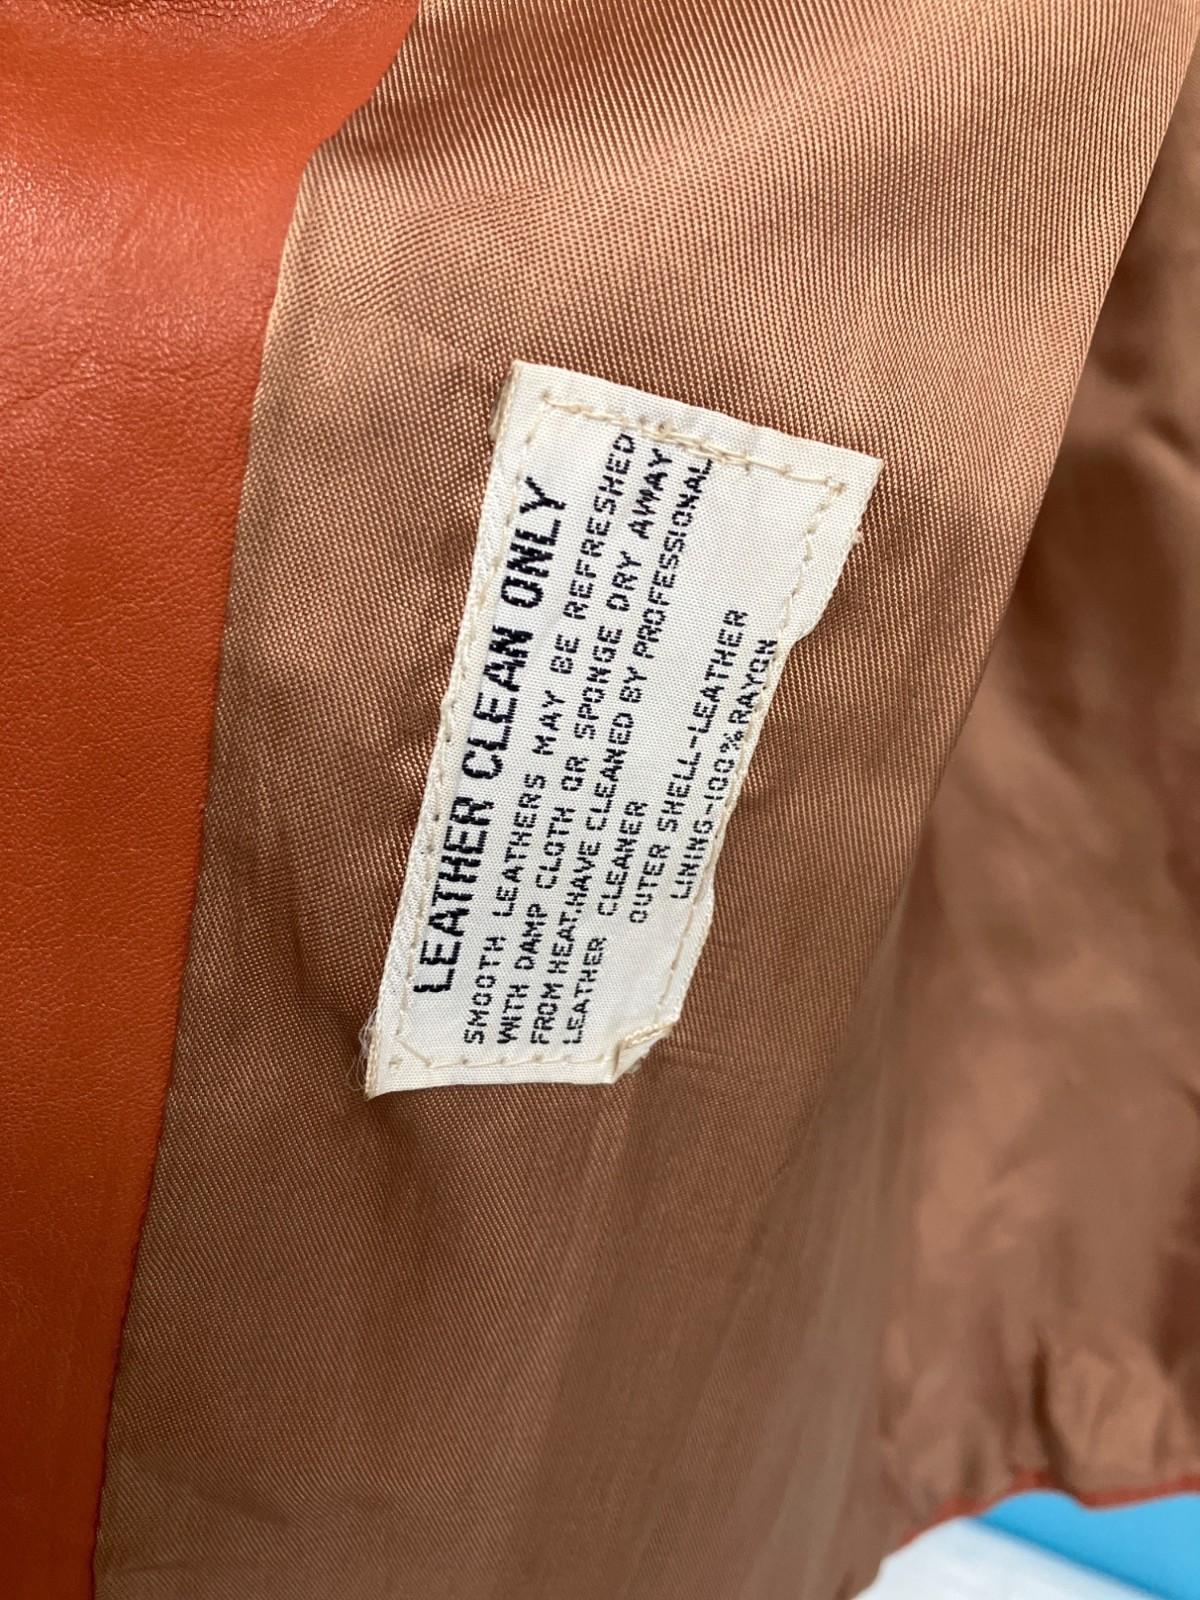 LEATHER CLEAN ONLY
SMOOTH LEATHERS MAY BE REFRESHED
WITH DAMP CLOTH OR SPONGE DRY AWAY
FROM HEAT.HAVE CLEANED BY PROFESSIONAL
LEATHER CLEANER
OUTER SHELL-LEATHER
LINING-100%RAYON